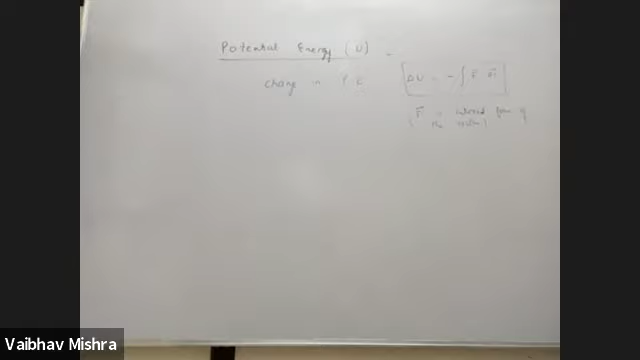 Potential Energy (U) -
change in P.E [ΔU = - ∫ F⃗ . dr⃗]
(F⃗ = internal force of
the system)
Vaibhav Mishra